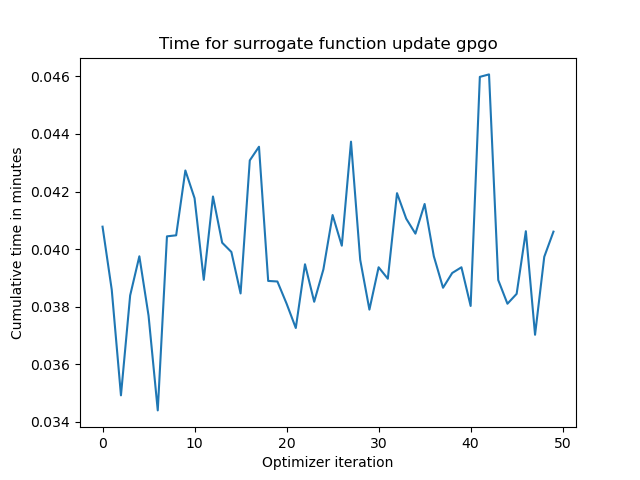 Time for surrogate function update gpgo
Cumulative time in minutes
0.046
0.044
0.042
0.040
0.038
0.036
0.034
0 10 20 30 40 50
Optimizer iteration